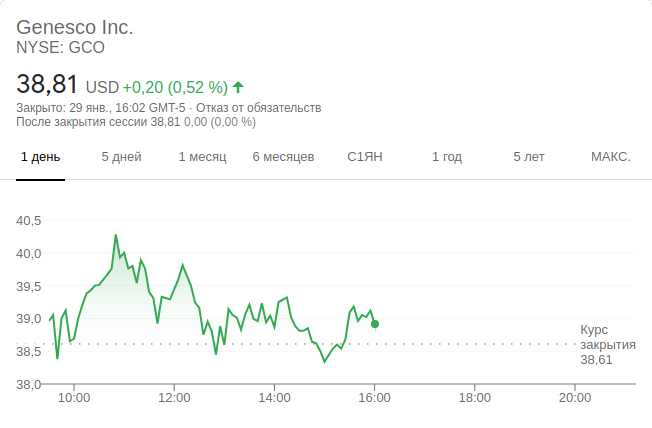 Genesco Inc.
NYSE: GCO
38,81 USD +0,20 (0,52 %)
Закрыто: 29 янв., 16:02 GMT-5 · Отказ от обязательств
После закрытия сессии 38,81 0,00 (0,00 %)
1 день 5 дней 1 месяц 6 месяцев С1ЯН 1 год 5 лет МАКС.
40,5
40,0
39,5
39,0
38,5
38,0
Курс
закрытия
38,61
10:00 12:00 14:00 16:00 18:00 20:00